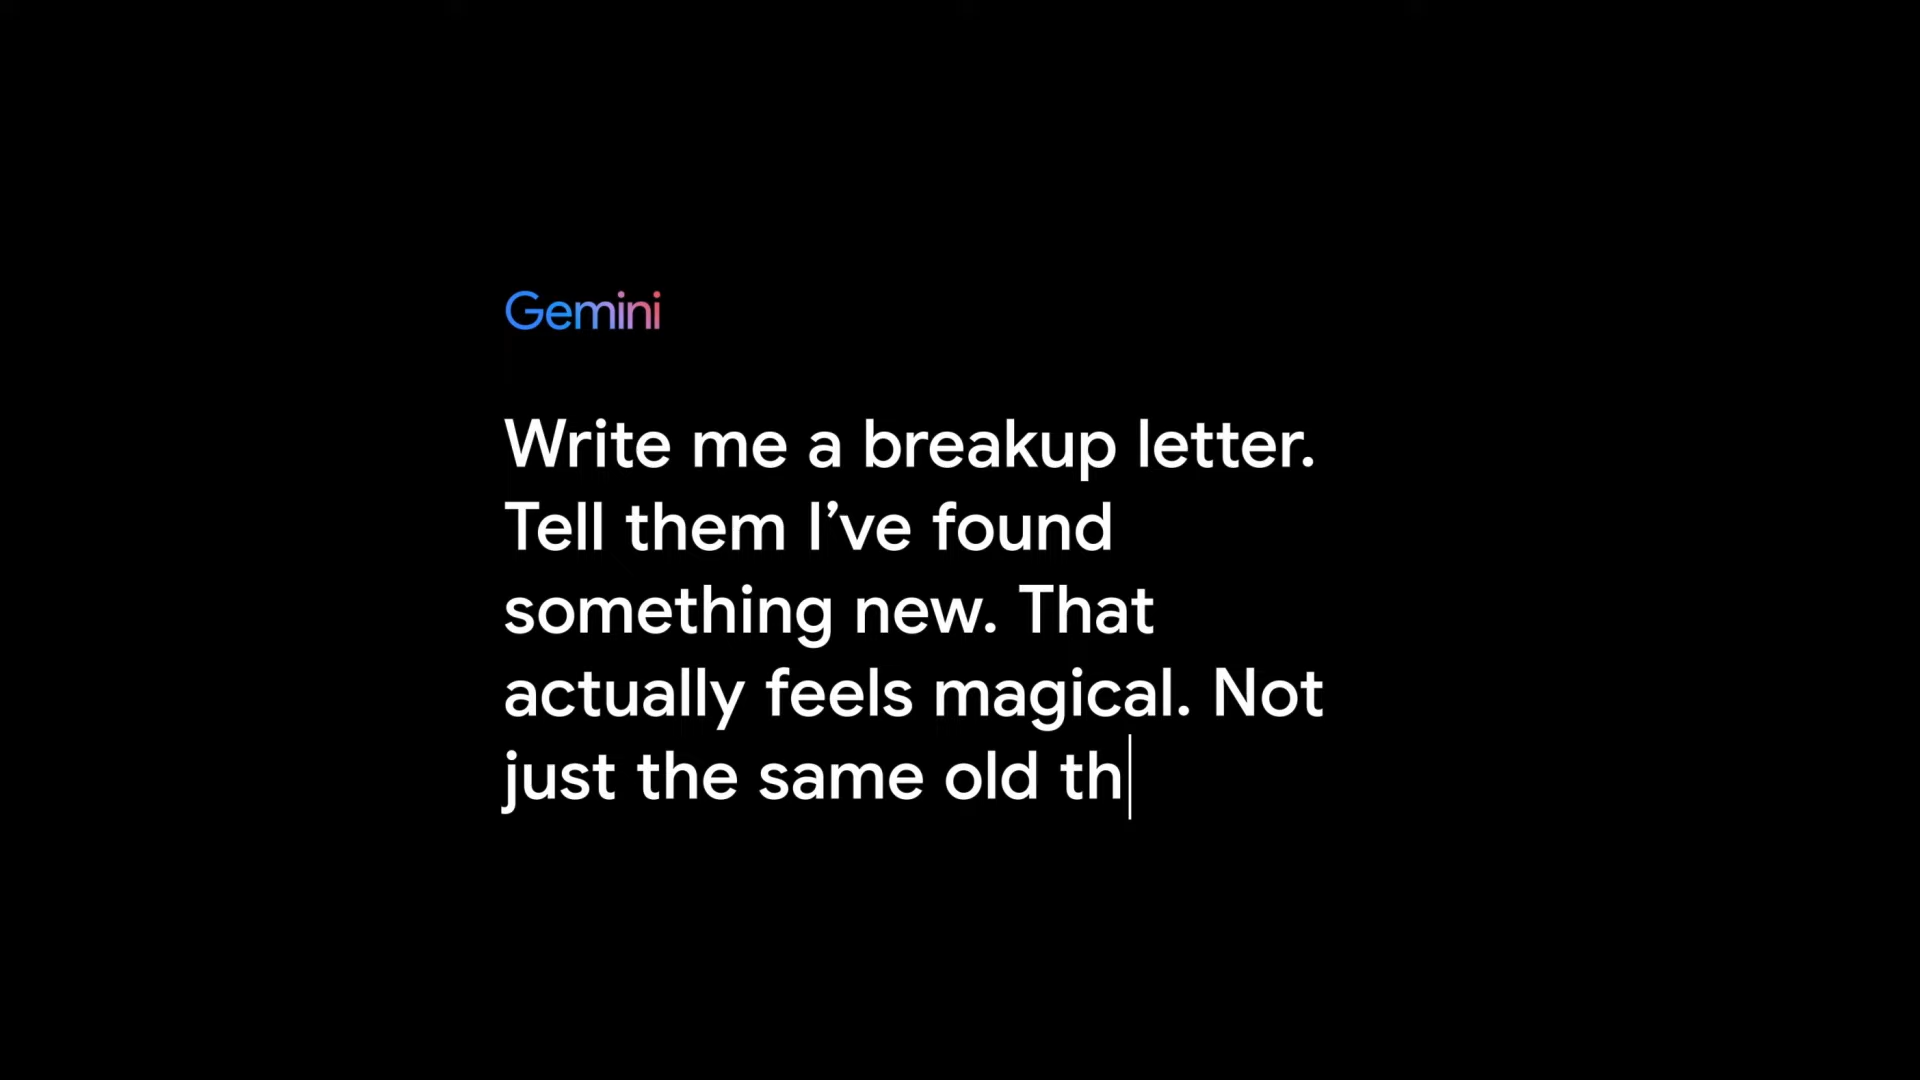 Gemini
Write me a breakup letter.
Tell them I’ve found
something new. That
actually feels magical. Not
just the same old th